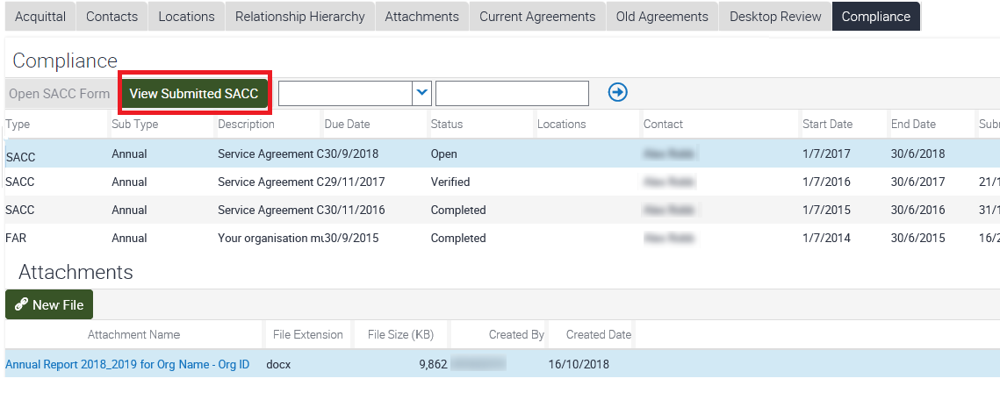 Acquittal Contacts Locations Relationship Hierarchy Attachments Current Agreements Old Agreements Desktop Review Compliance
Compliance
Open SACC Form View Submitted SACC
Type Sub Type Description Due Date Status Locations Contact Start Date End Date Subm
SACC Annual Service Agreement C 30/9/2018 Open 1/7/2017 30/6/2018
SACC Annual Service Agreement C 29/11/2017 Verified 1/7/2016 30/6/2017 21/1
SACC Annual Service Agreement C 30/11/2016 Completed 1/7/2015 30/6/2016 31/1
FAR Annual Your organisation mu 30/9/2015 Completed 1/7/2014 30/6/2015 16/2
Attachments
New File
Attachment Name File Extension File Size (KB) Created By Created Date
Annual Report 2018_2019 for Org Name - Org ID docx 9,862 16/10/2018